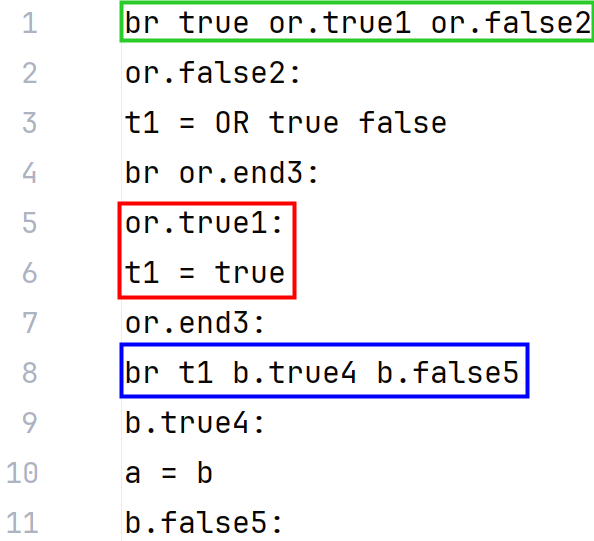 1 br true or.true1 or.false2
2 or.false2:
3 t1 = OR true false
4 br or.end3:
5 or.true1:
6 t1 = true
7 or.end3:
8 br t1 b.true4 b.false5
9 b.true4:
10 a = b
11 b.false5: